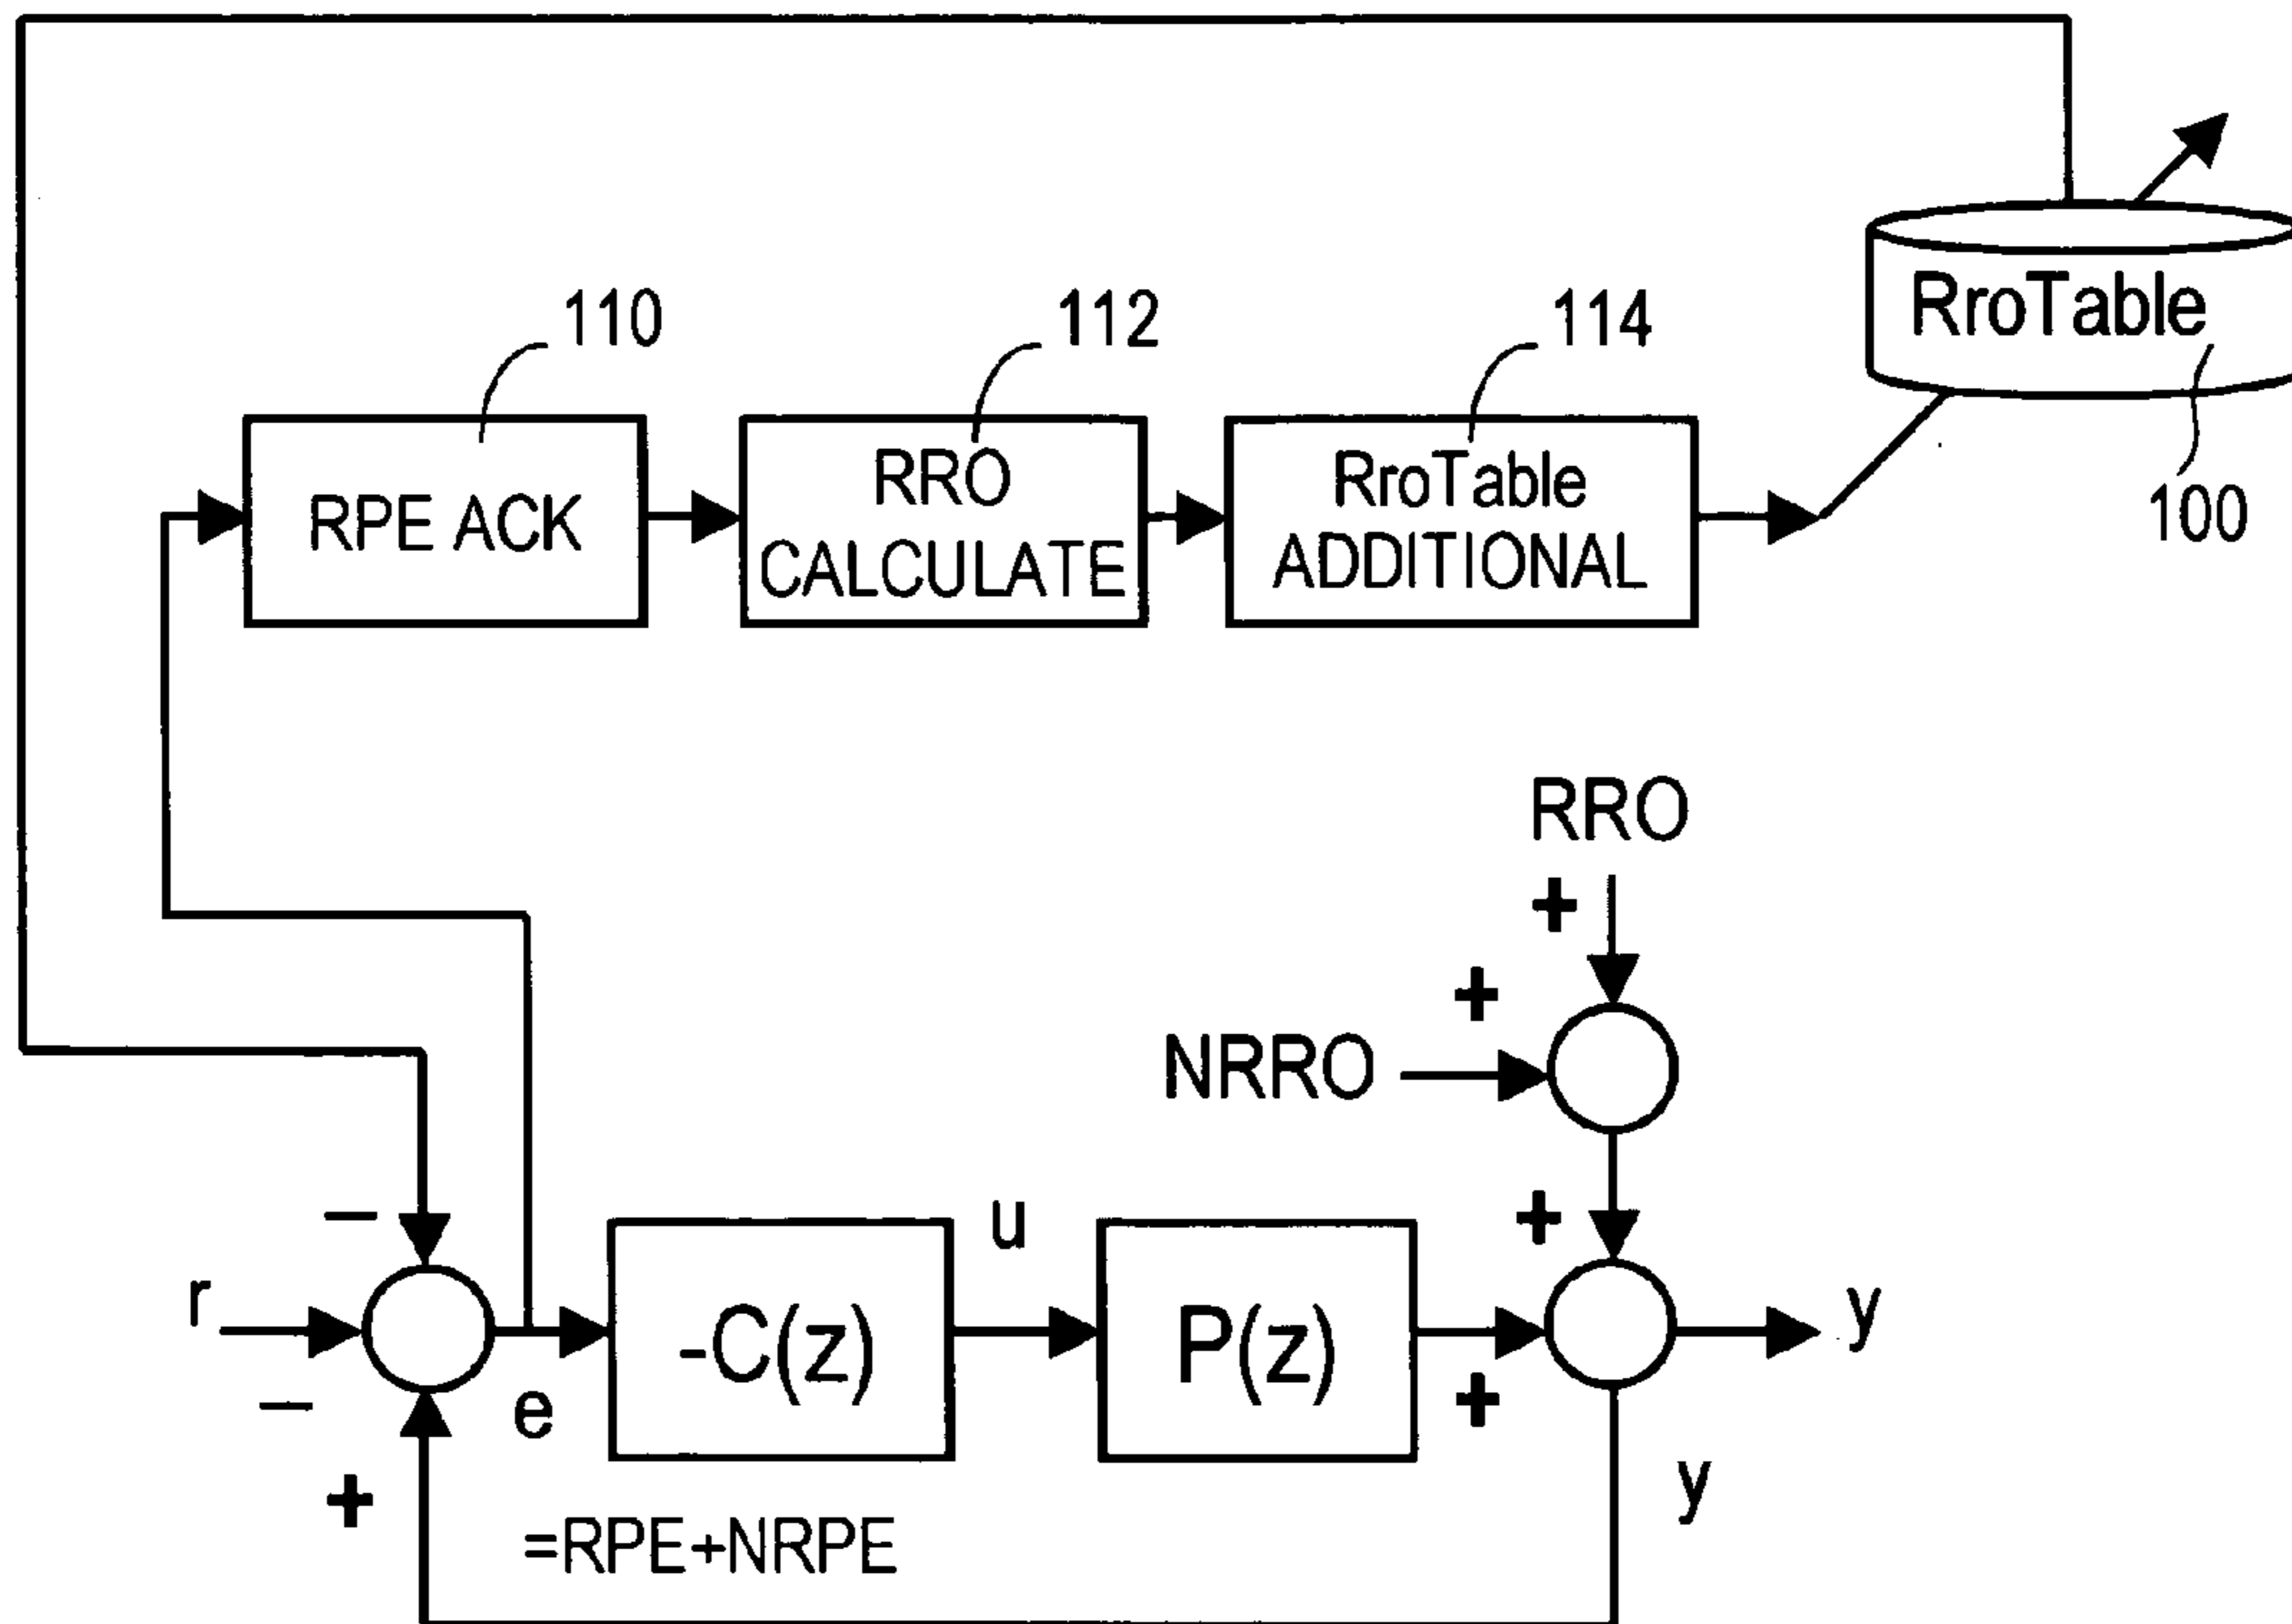 110
112
114
RroTable
100
RPE ACK
RRO
CALCULATE
RroTable
ADDITIONAL
RRO
+
+
NRRO
–
r
–
+
e
=RPE+NRPE
-C(z)
u
P(z)
+
+
y
y